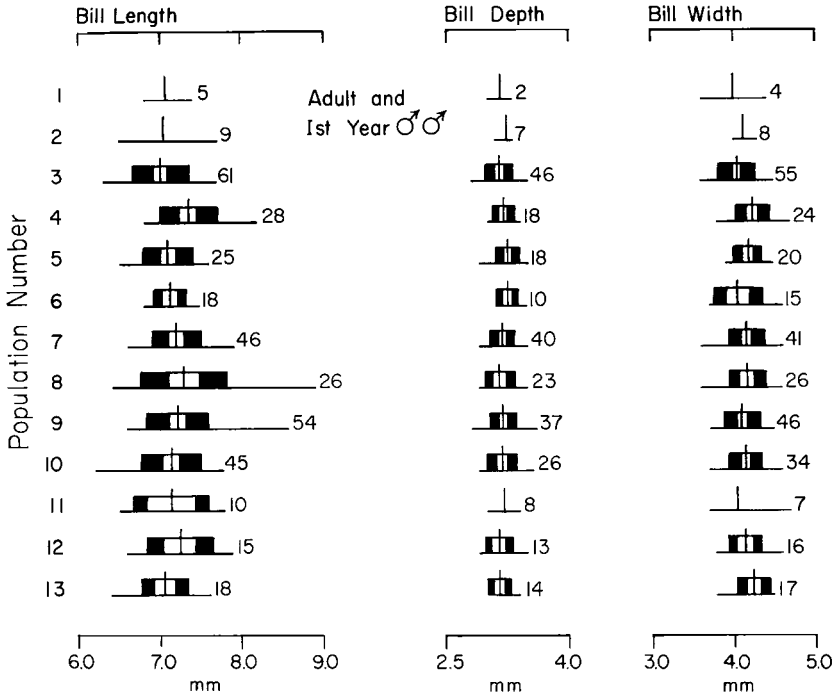 Bill Length Bill Depth Bill Width
Adult and
Ist Year ♂♂
Population Number
1 5 2 4
2 9 7 8
3 61 46 55
4 28 18 24
5 25 18 20
6 18 10 15
7 46 40 41
8 26 23 26
9 54 37 46
10 45 26 34
11 10 8 7
12 15 13 16
13 18 14 17
6.0 7.0 8.0 9.0 2.5 4.0 3.0 4.0 5.0
mm mm mm